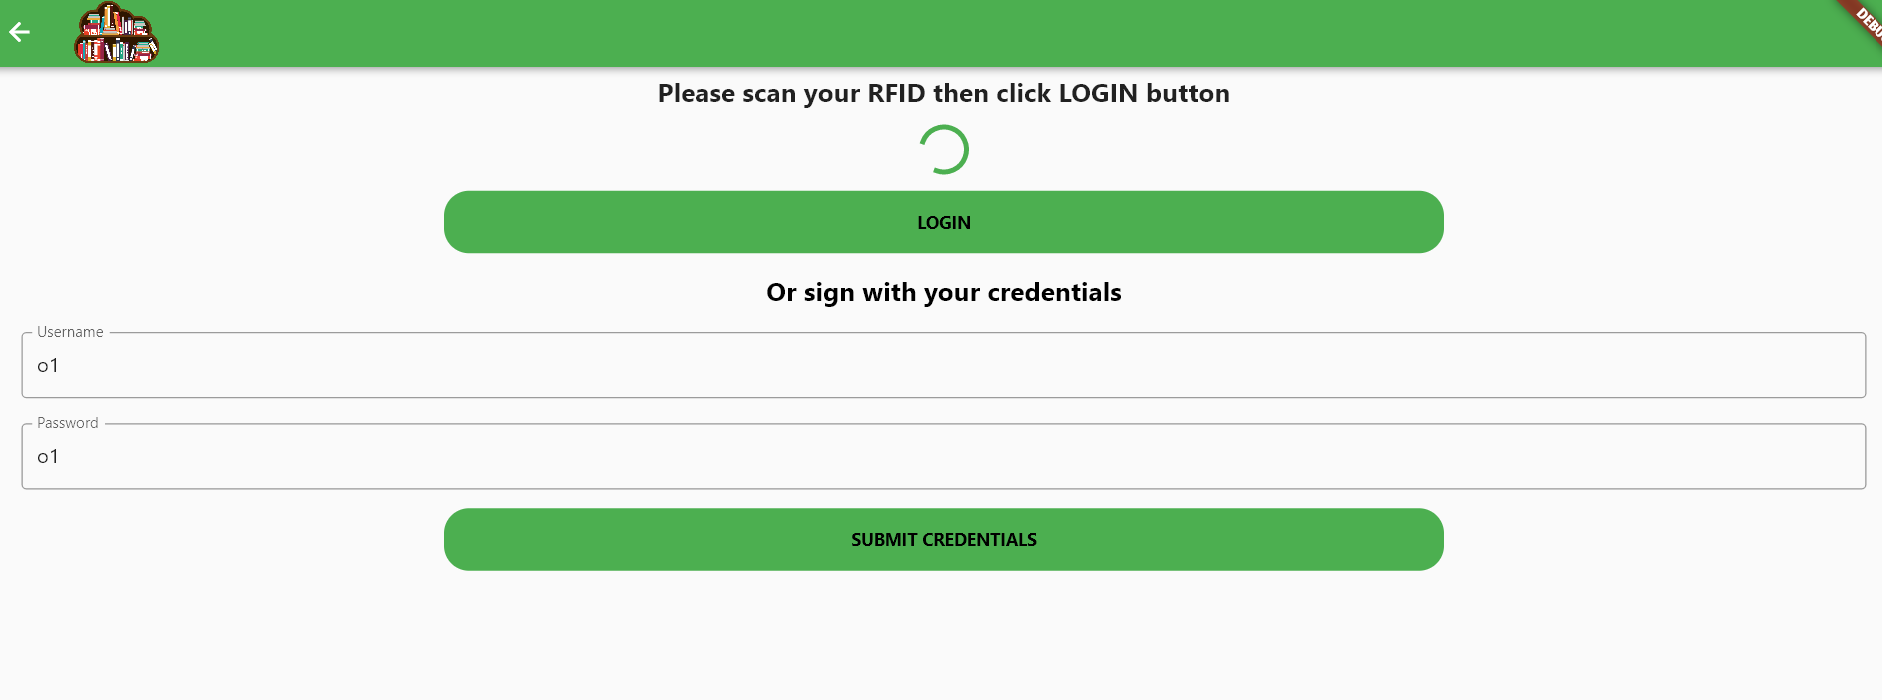 Please scan your RFID then click LOGIN button
LOGIN
Or sign with your credentials
Username
o1
Password
o1
SUBMIT CREDENTIALS